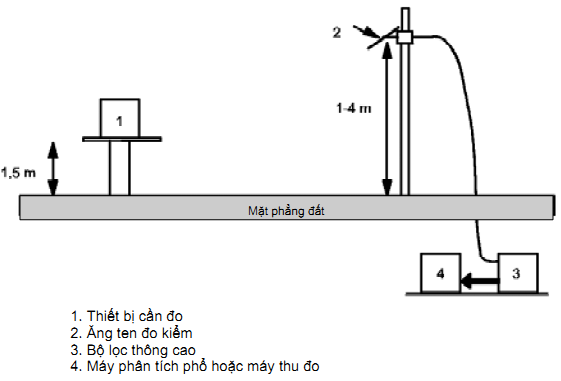 2
1
1-4 m
1,5 m
Mặt phẳng đất
4
3
1. Thiết bị cần đo
2. Ăng ten đo kiểm
3. Bộ lọc thông cao
4. Máy phân tích phổ hoặc máy thu đo